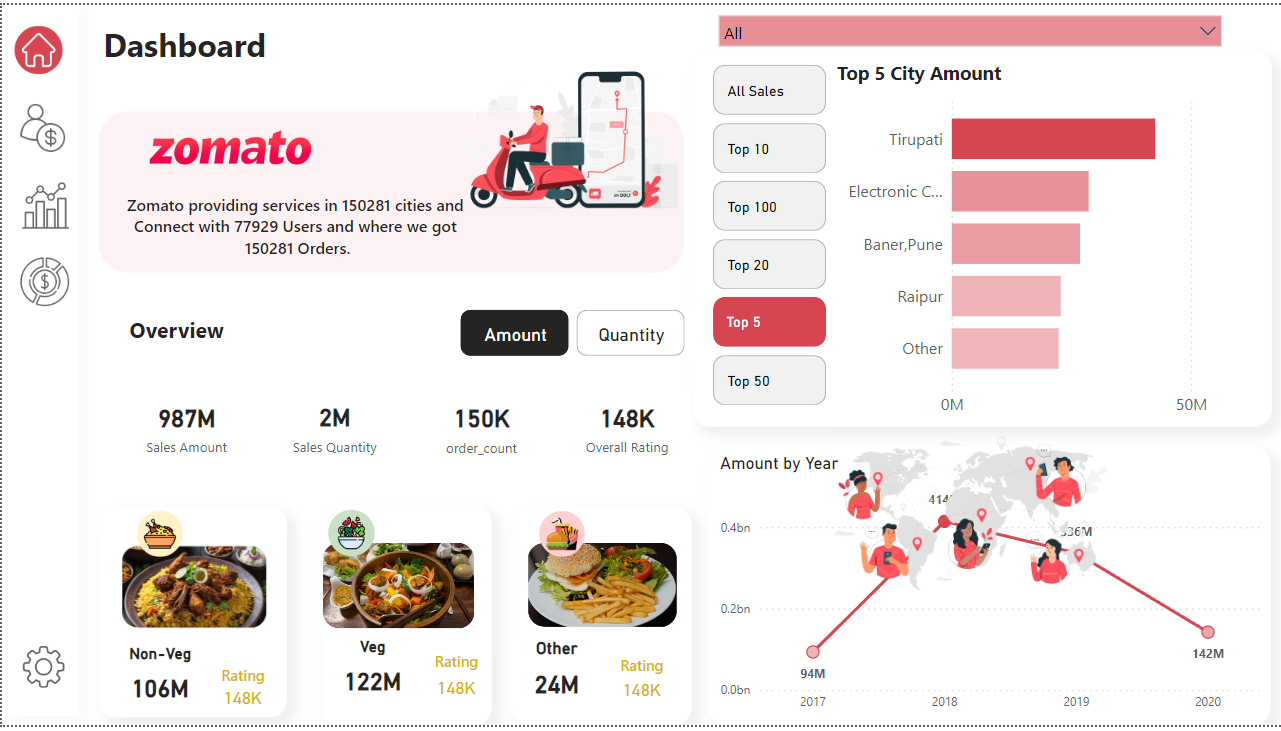 Dashboard
zomato
Zomato providing services in 150281 cities and
Connect with 77929 Users and where we got
150281 Orders.
Overview
Amount
Quantity
987M
Sales Amount
2M
Sales Quantity
150K
order_count
148K
Overall Rating
Non-Veg
106M
Rating
148K
Veg
122M
Rating
148K
Other
24M
Rating
148K
All
All Sales
Top 10
Top 100
Top 20
Top 5
Top 50
Top 5 City Amount
Tirupati
Electronic C...
Baner,Pune
Raipur
Other
0M
50M
Amount by Year
0.4bn
0.2bn
0.0bn
94M
336M
142M
2017
2018
2019
2020